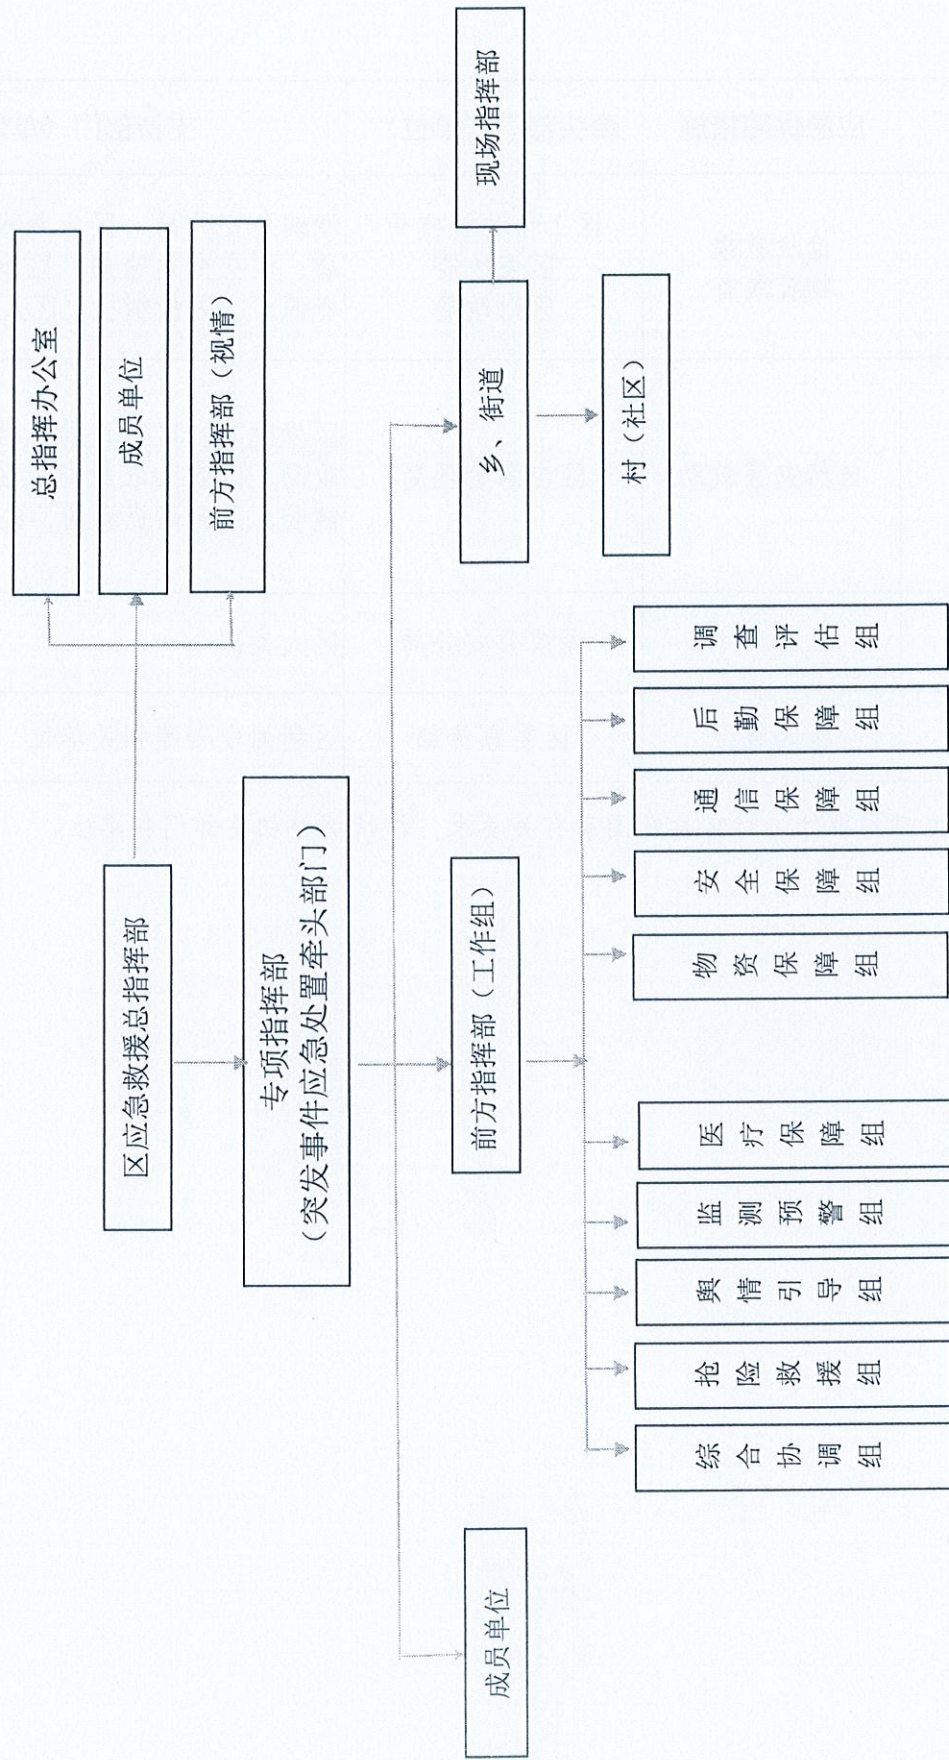 总指挥办公室
区应急救援总指挥部
成员单位
前方指挥部（视情）
专项指挥部
（突发事件应急处置牵头部门）
成员单位
前方指挥部（工作组）
乡、街道
现场指挥部
村（社区）
综合协调组
抢险救援组
舆情引导组
监测预警组
医疗保障组
物资保障组
安全保障组
通信保障组
后勤保障组
调查评估组